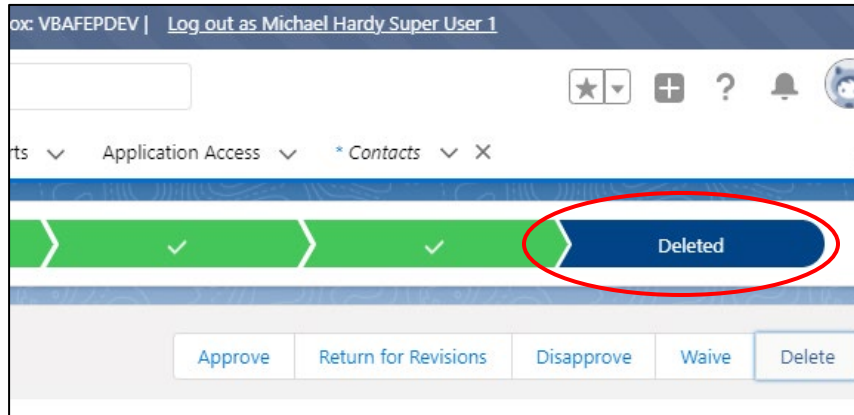 ox: VBAFEPDEV | Log out as Michael Hardy Super User 1
rts Application Access * Contacts
Deleted
Approve Return for Revisions Disapprove Waive Delete